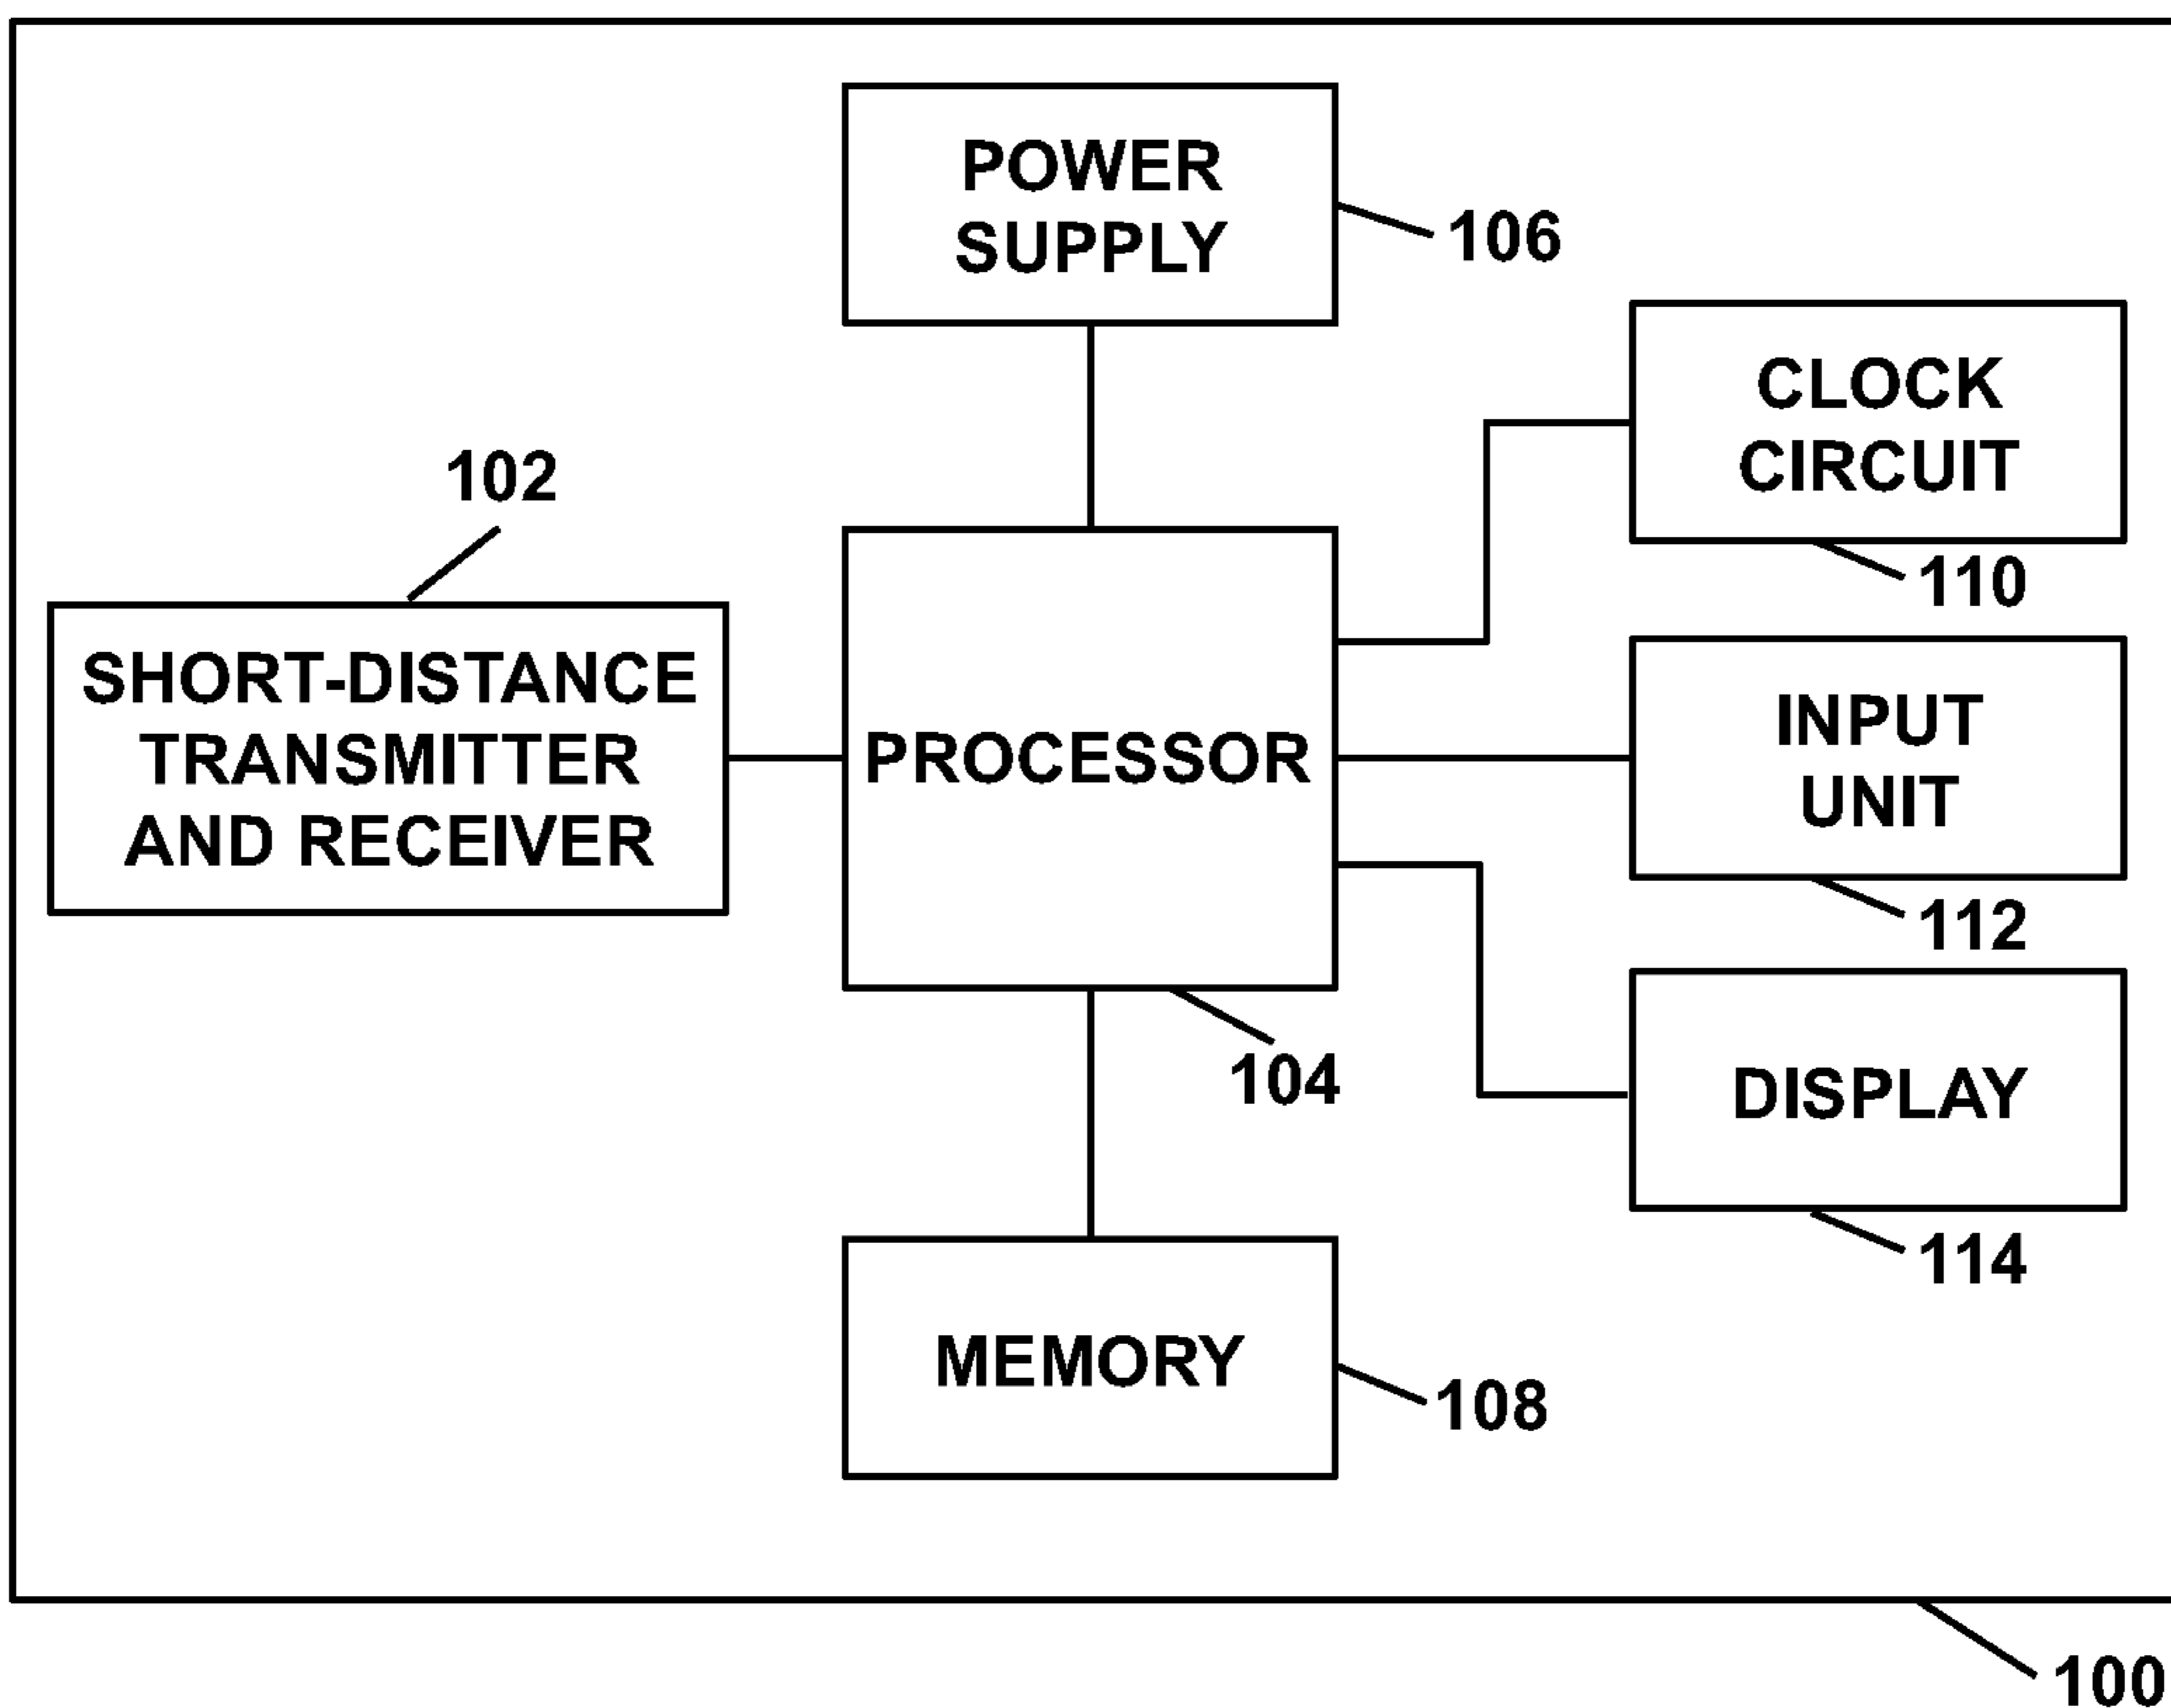 POWER
SUPPLY
106
CLOCK
CIRCUIT
110
102
SHORT-DISTANCE
TRANSMITTER
AND RECEIVER
PROCESSOR
104
INPUT
UNIT
112
DISPLAY
114
MEMORY
108
100